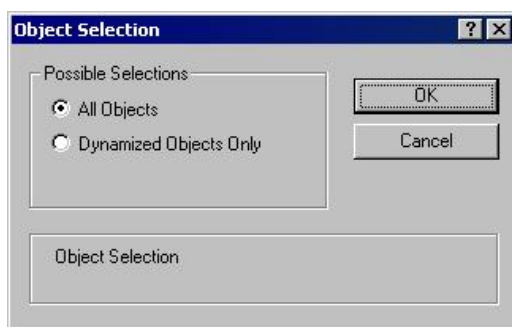 Object Selection
Possible Selections
All Objects
Dynamized Objects Only
OK
Cancel
Object Selection